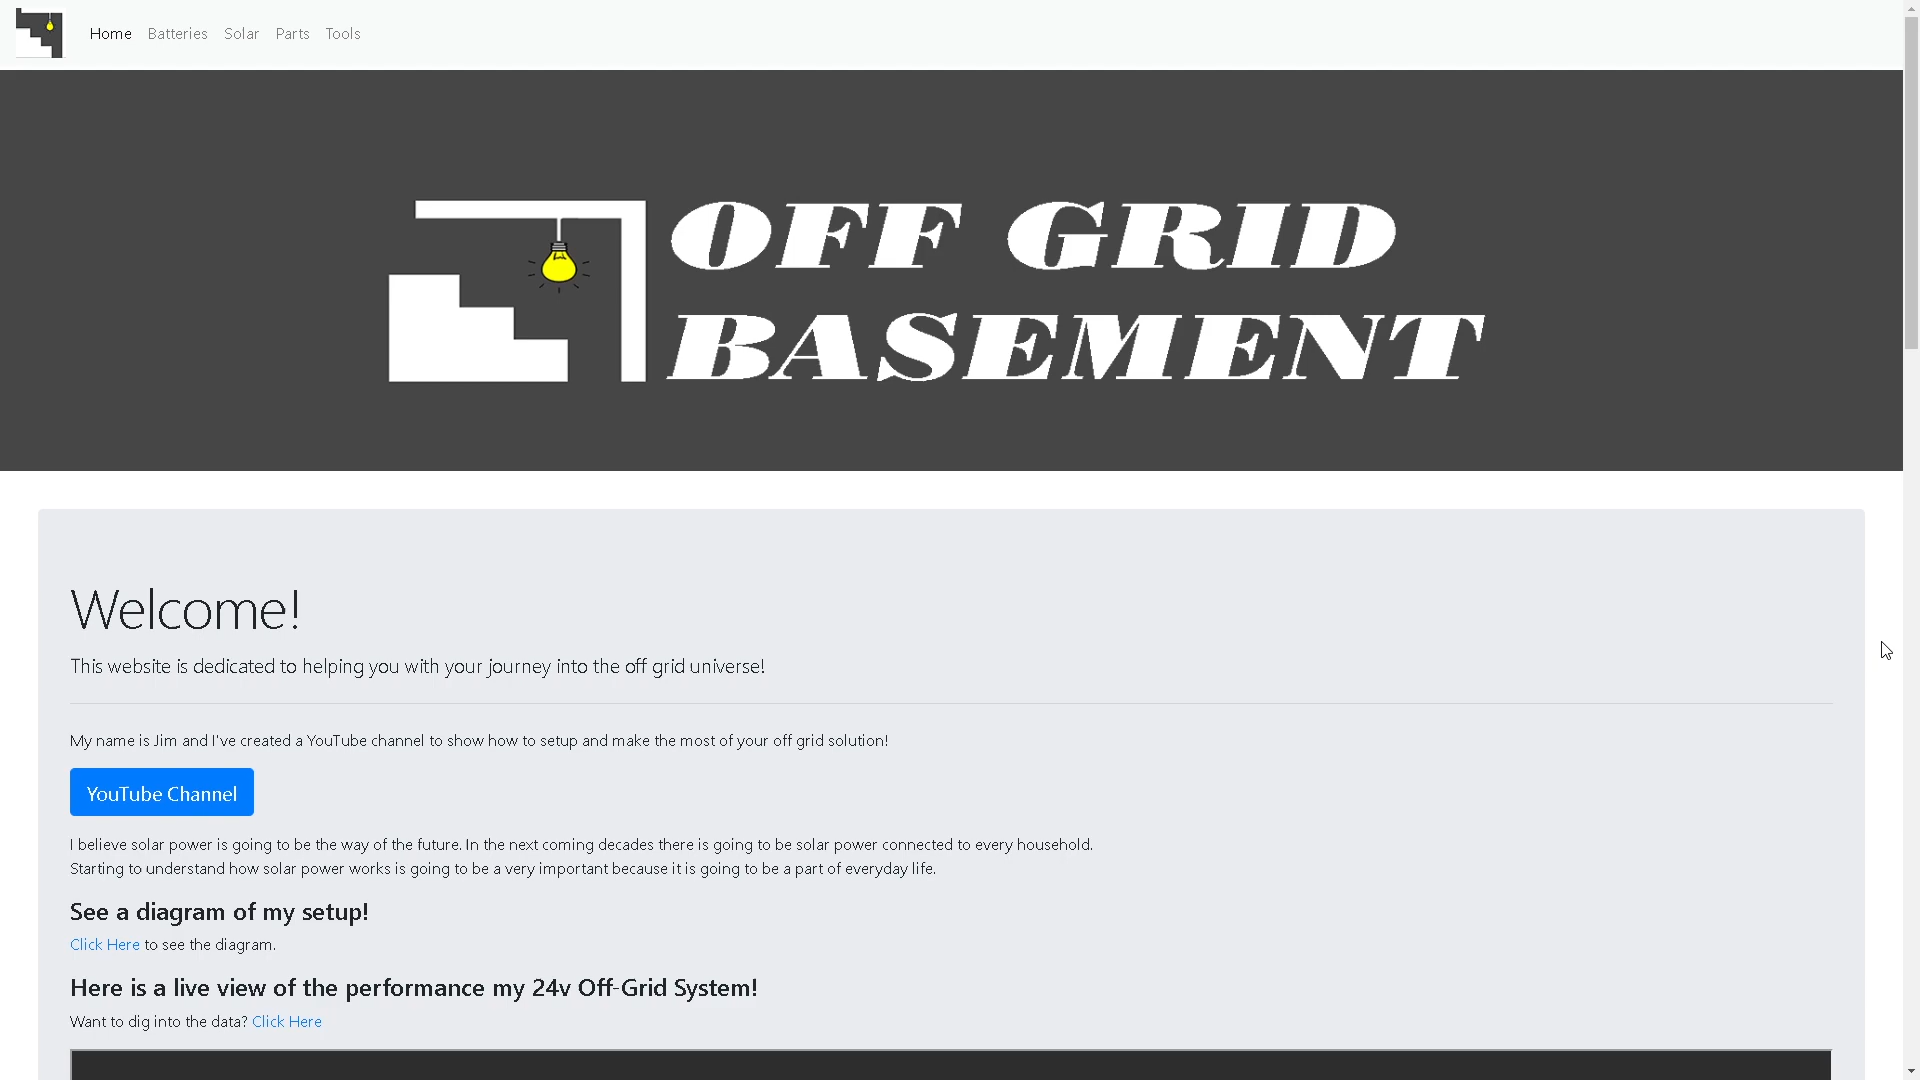 Home Batteries Solar Parts Tools
OFF GRID
BASEMENT
Welcome!
This website is dedicated to helping you with your journey into the off grid universe!
My name is Jim and I've created a YouTube channel to show how to setup and make the most of your off grid solution!
YouTube Channel
I believe solar power is going to be the way of the future. In the next coming decades there is going to be solar power connected to every household.
Starting to understand how solar power works is going to be a very important because it is going to be a part of everyday life.
See a diagram of my setup!
Click Here to see the diagram.
Here is a live view of the performance my 24v Off-Grid System!
Want to dig into the data? Click Here